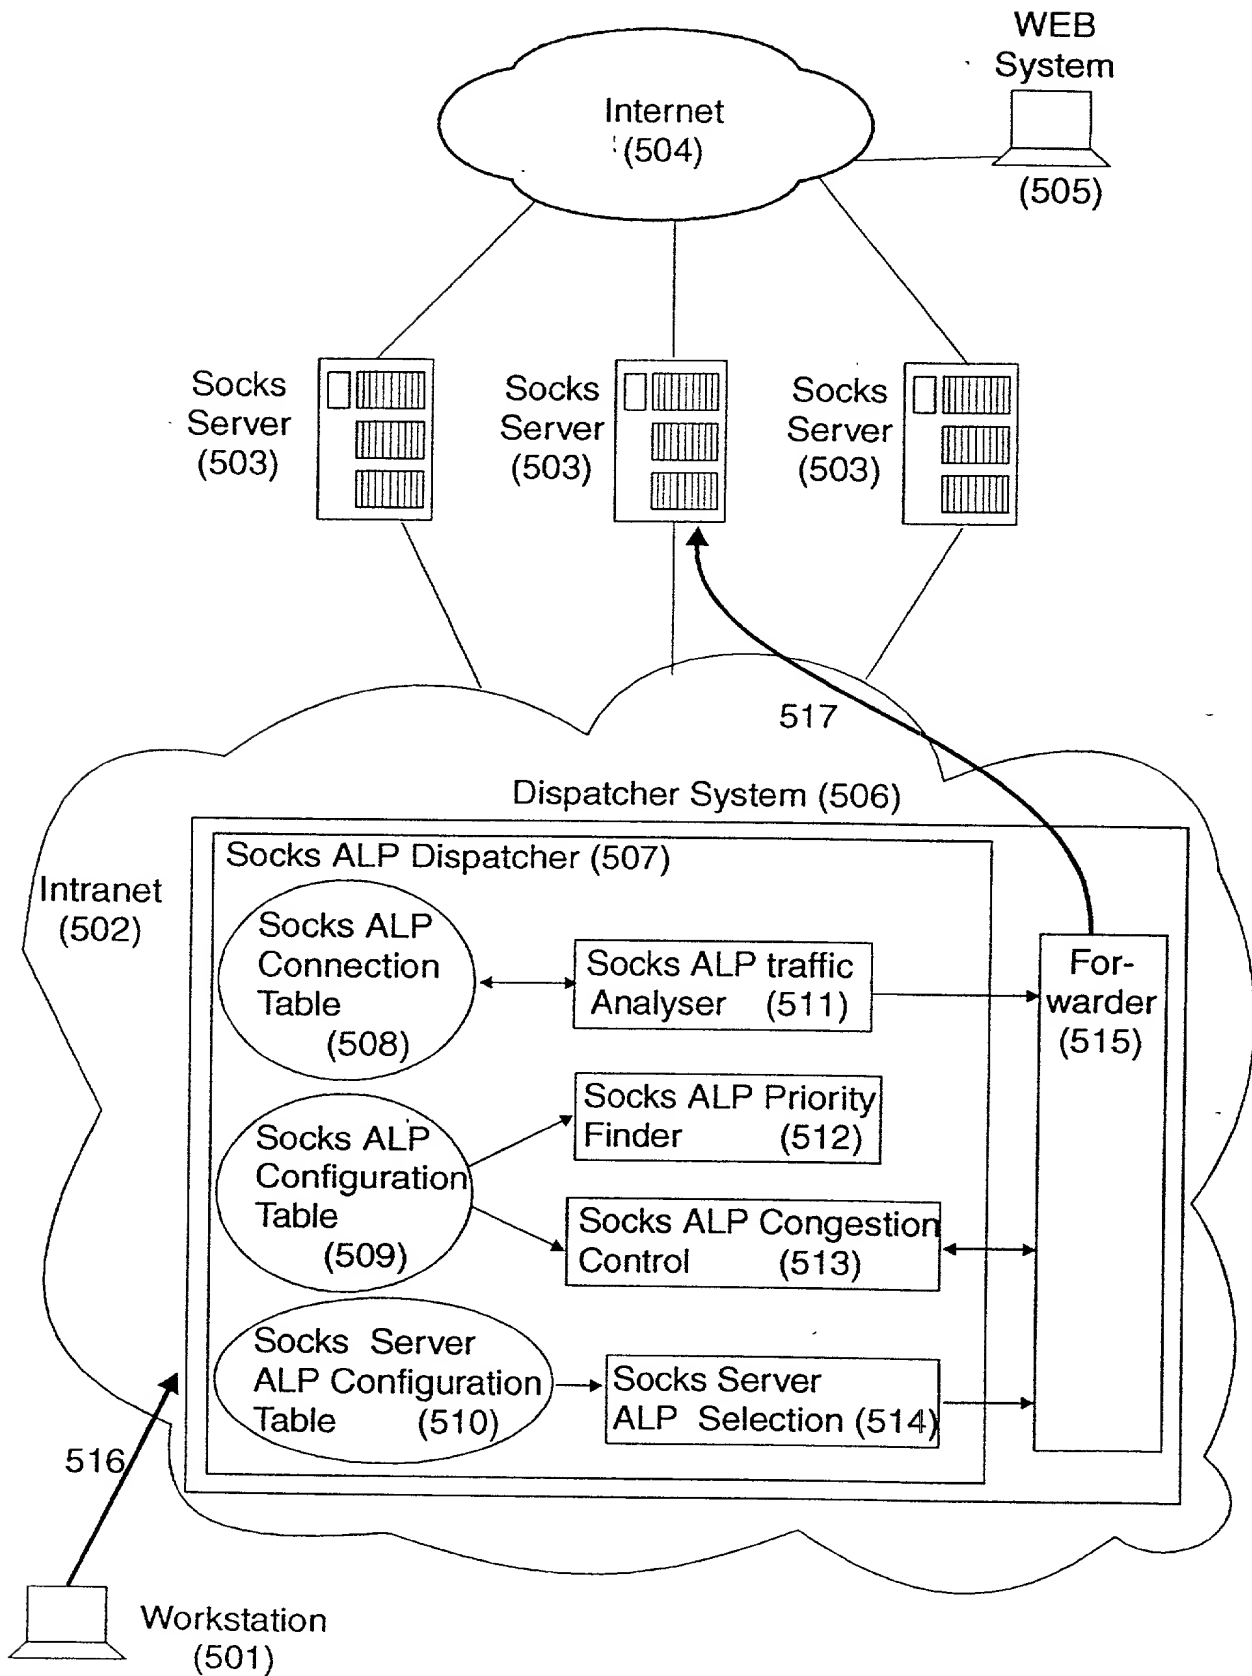 WEB
System
(505)
Internet
(504)
Socks
Server
(503)
Socks
Server
(503)
Socks
Server
(503)
517
Dispatcher System (506)
Socks ALP Dispatcher (507)
Intranet
(502)
Socks ALP
Connection
Table
(508)
Socks ALP traffic
Analyser (511)
For-
warder
(515)
Socks ALP Priority
Finder (512)
Socks ALP
Configuration
Table
(509)
Socks ALP Congestion
Control (513)
Socks Server
ALP Configuration
Table (510)
Socks Server
ALP Selection (514)
516
Workstation
(501)